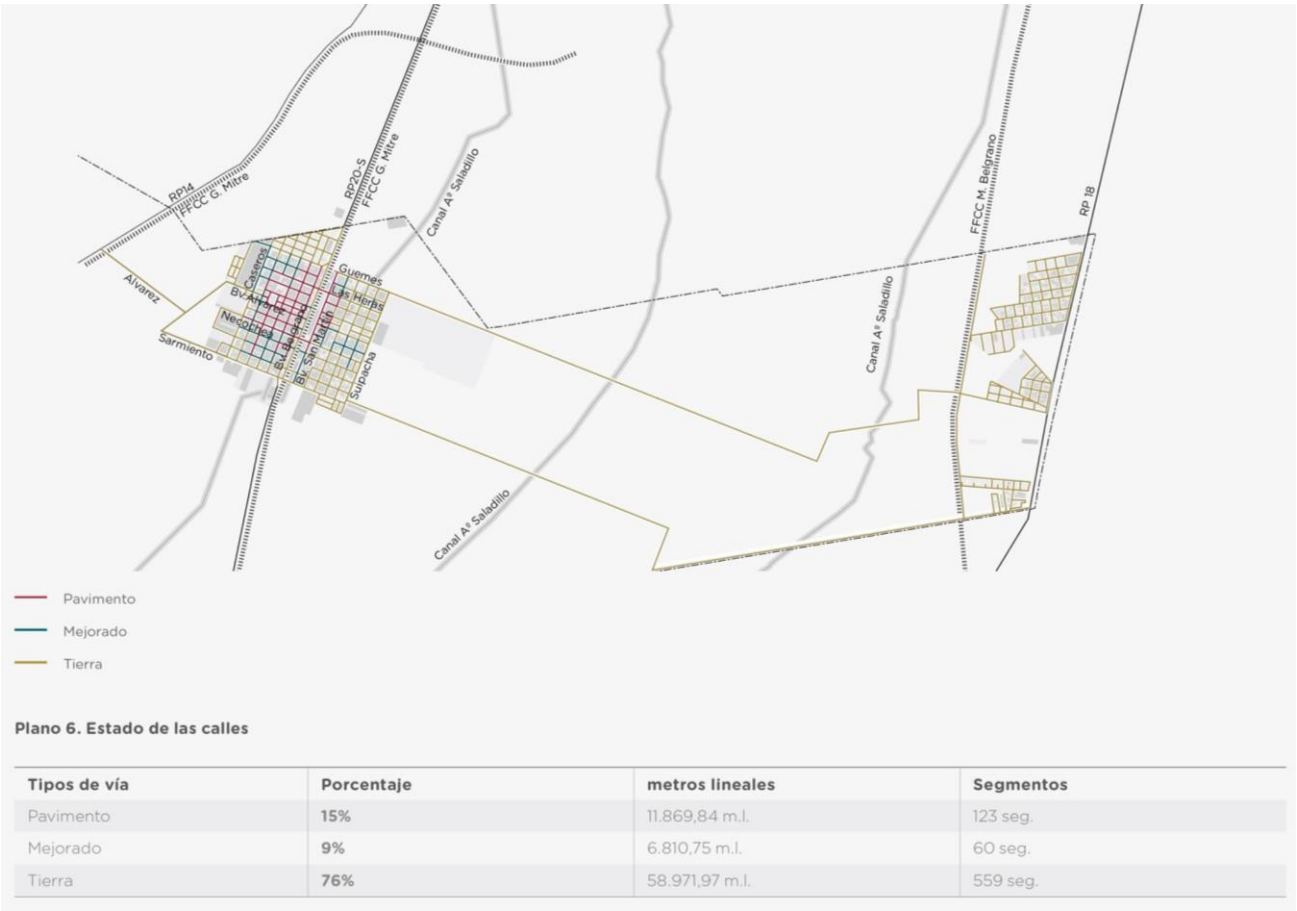 RP14
FFCC G. Mitre
RP20-S
FFCC G. Mitre
Canal Aº Saladillo
FFCC M. Belgrano
RP 18
Alvarez
Caseros
Guemes
Las Heras
Bv. Alvarez
Necochea
Bv. Belgrano
Bv. San Martín
Sarmiento
Suipacha
Canal Aº Saladillo
Canal Aº Saladillo
Pavimento
Mejorado
Tierra
Plano 6. Estado de las calles
Tipos de vía Porcentaje metros lineales Segmentos
Pavimento 15% 11.869,84 m.l. 123 seg.
Mejorado 9% 6.810,75 m.l. 60 seg.
Tierra 76% 58.971,97 m.l. 559 seg.